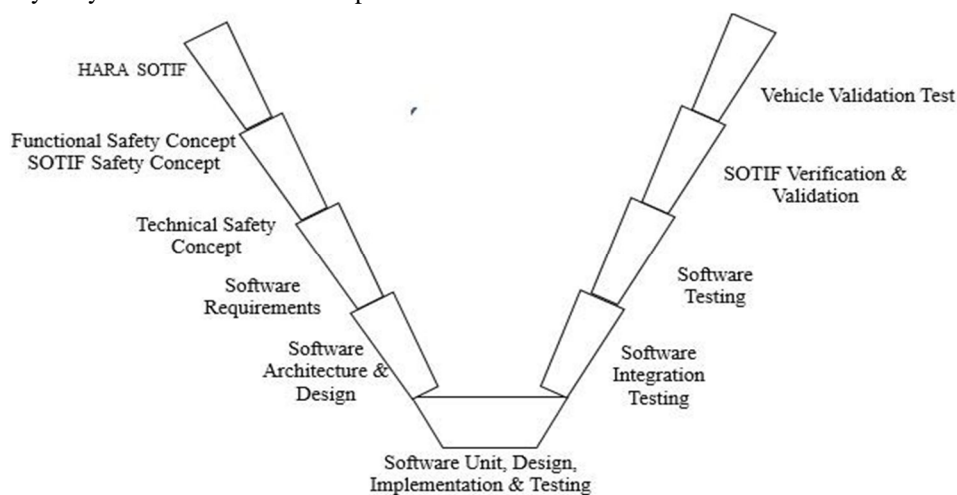 HARA SOTIF
Functional Safety Concept
SOTIF Safety Concept
Technical Safety
Concept
Software
Requirements
Software
Architecture &
Design
Software Unit, Design,
Implementation & Testing
Software
Integration
Testing
Software
Testing
SOTIF Verification &
Validation
Vehicle Validation Test